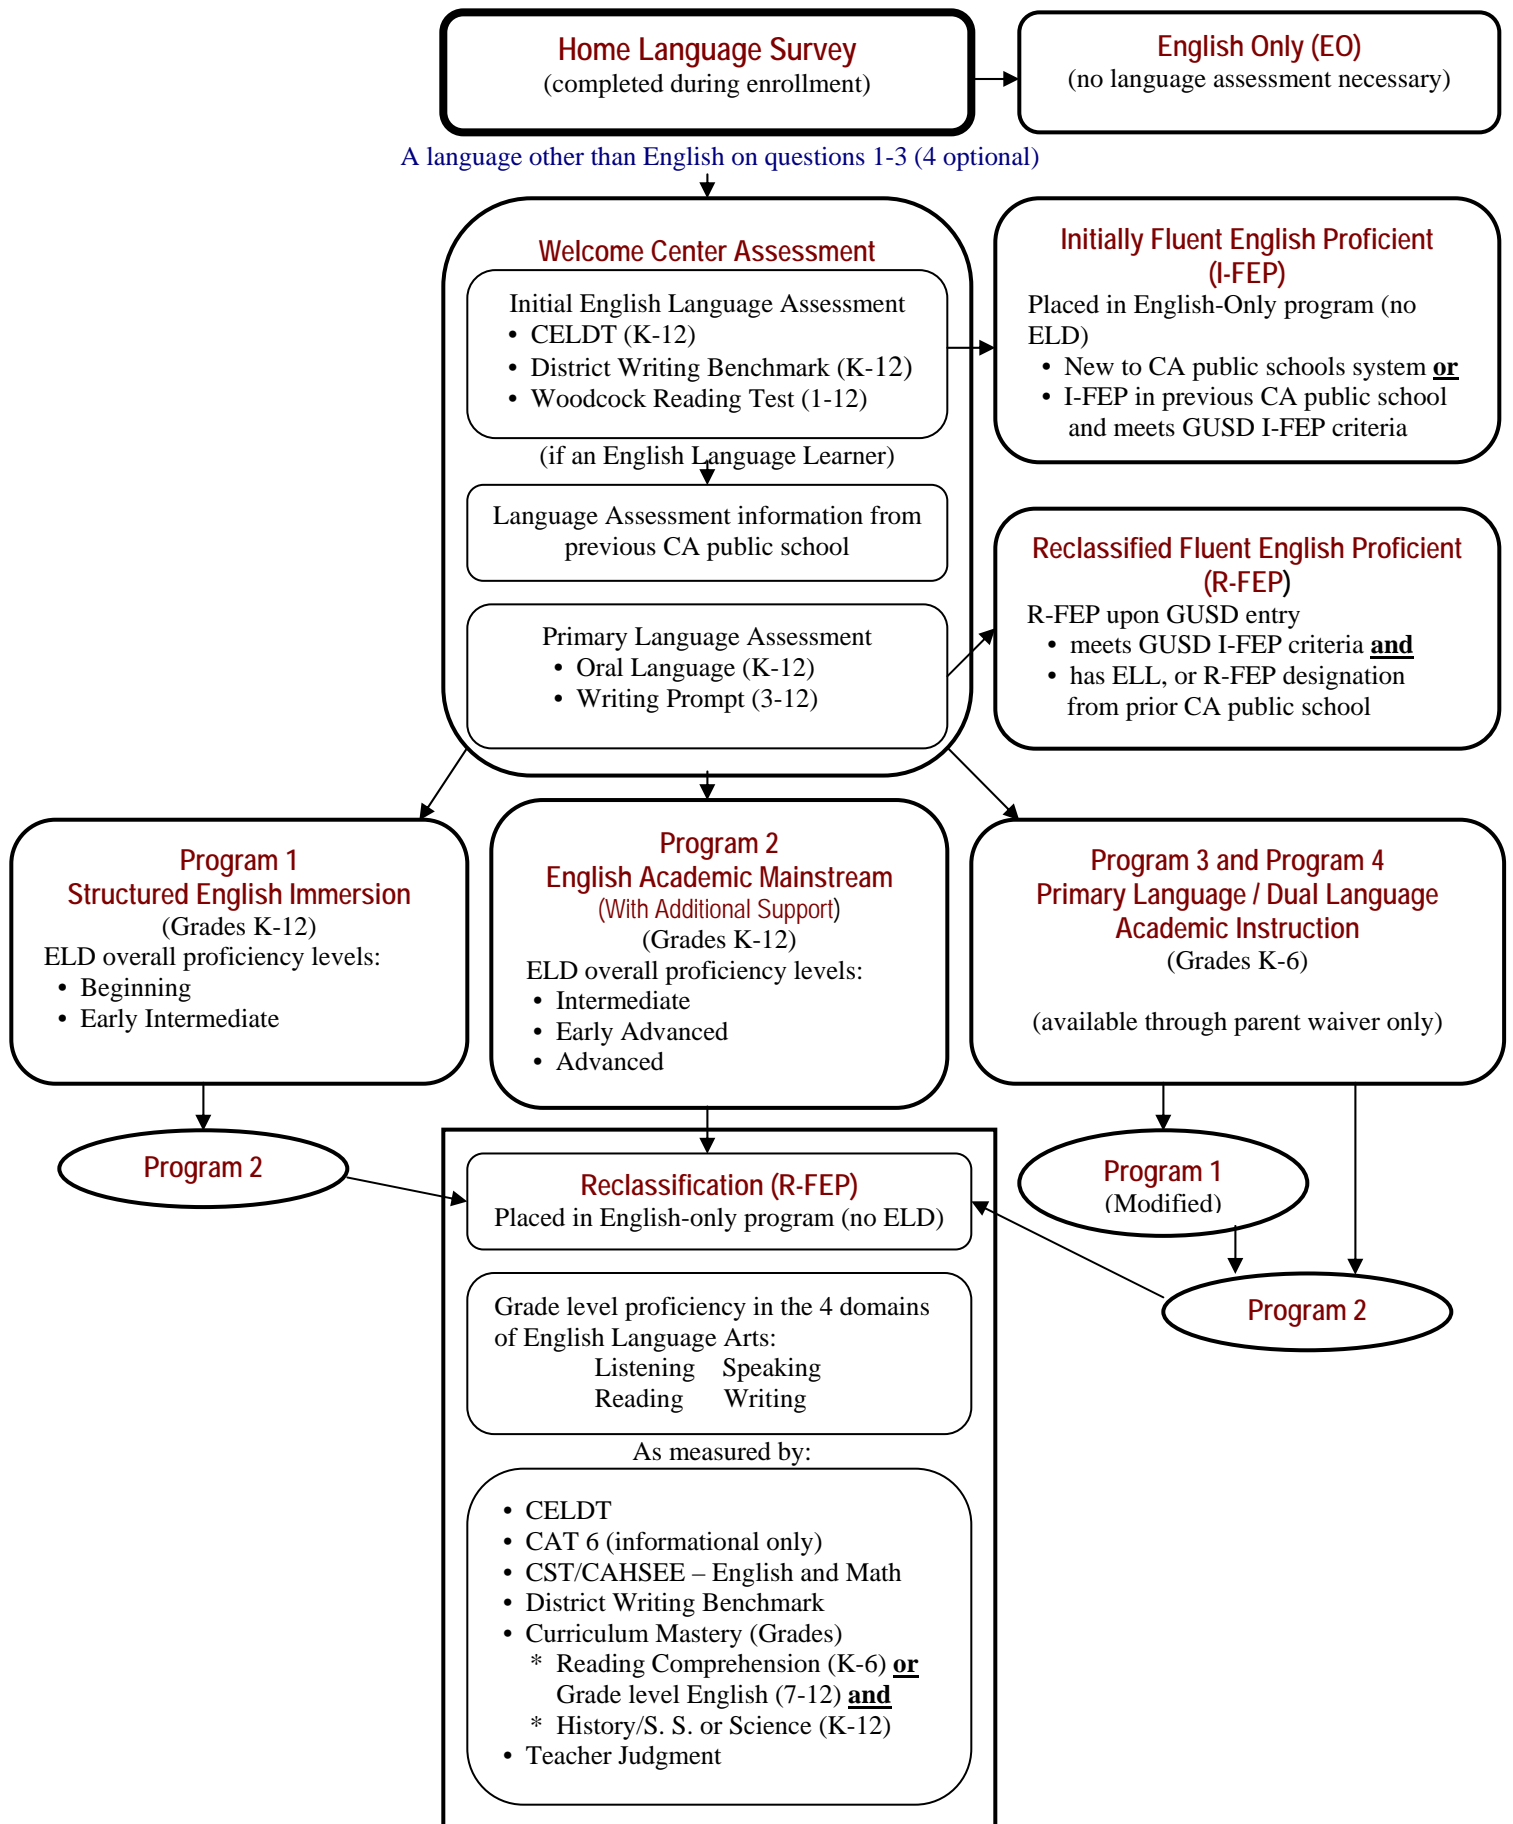 Home Language Survey
(completed during enrollment)
English Only (EO)
(no language assessment necessary)
A language other than English on questions 1-3 (4 optional)
Welcome Center Assessment
Initial English Language Assessment
• CELDT (K-12)
• District Writing Benchmark (K-12)
• Woodcock Reading Test (1-12)
(if an English Language Learner)
Language Assessment information from
previous CA public school
Primary Language Assessment
• Oral Language (K-12)
• Writing Prompt (3-12)
Initially Fluent English Proficient
(I-FEP)
Placed in English-Only program (no
ELD)
• New to CA public schools system or
• I-FEP in previous CA public school
and meets GUSD I-FEP criteria
Reclassified Fluent English Proficient
(R-FEP)
R-FEP upon GUSD entry
• meets GUSD I-FEP criteria and
• has ELL, or R-FEP designation
from prior CA public school
Program 1
Structured English Immersion
(Grades K-12)
ELD overall proficiency levels:
• Beginning
• Early Intermediate
Program 2
English Academic Mainstream
(With Additional Support)
(Grades K-12)
ELD overall proficiency levels:
• Intermediate
• Early Advanced
• Advanced
Program 3 and Program 4
Primary Language / Dual Language
Academic Instruction
(Grades K-6)
(available through parent waiver only)
Program 2
Program 1
(Modified)
Program 2
Reclassification (R-FEP)
Placed in English-only program (no ELD)
Grade level proficiency in the 4 domains
of English Language Arts:
Listening Speaking
Reading Writing
As measured by:
• CELDT
• CAT 6 (informational only)
• CST/CAHSEE – English and Math
• District Writing Benchmark
• Curriculum Mastery (Grades)
* Reading Comprehension (K-6) or
Grade level English (7-12) and
* History/S. S. or Science (K-12)
• Teacher Judgment